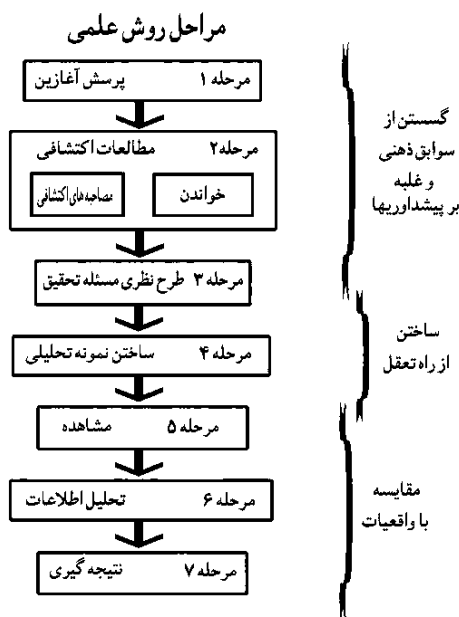 مراحل روش علمی
مرحله ۱ پرسش آغازین
مرحله ۲ مطالعات اکتشافی
خواندن
مصاحبه‌های اکتشافی
مرحله ۳ طرح نظری مسئله تحقیق
مرحله ۴ ساختن نمونه تحلیلی
مرحله ۵ مشاهده
مرحله ۶ تحلیل اطلاعات
مرحله ۷ نتیجه گیری
گسستن از
سوابق ذهنی
و غلبه
بر پیشداوریها
ساختن
از راه تعقل
مقایسه
با واقعیات